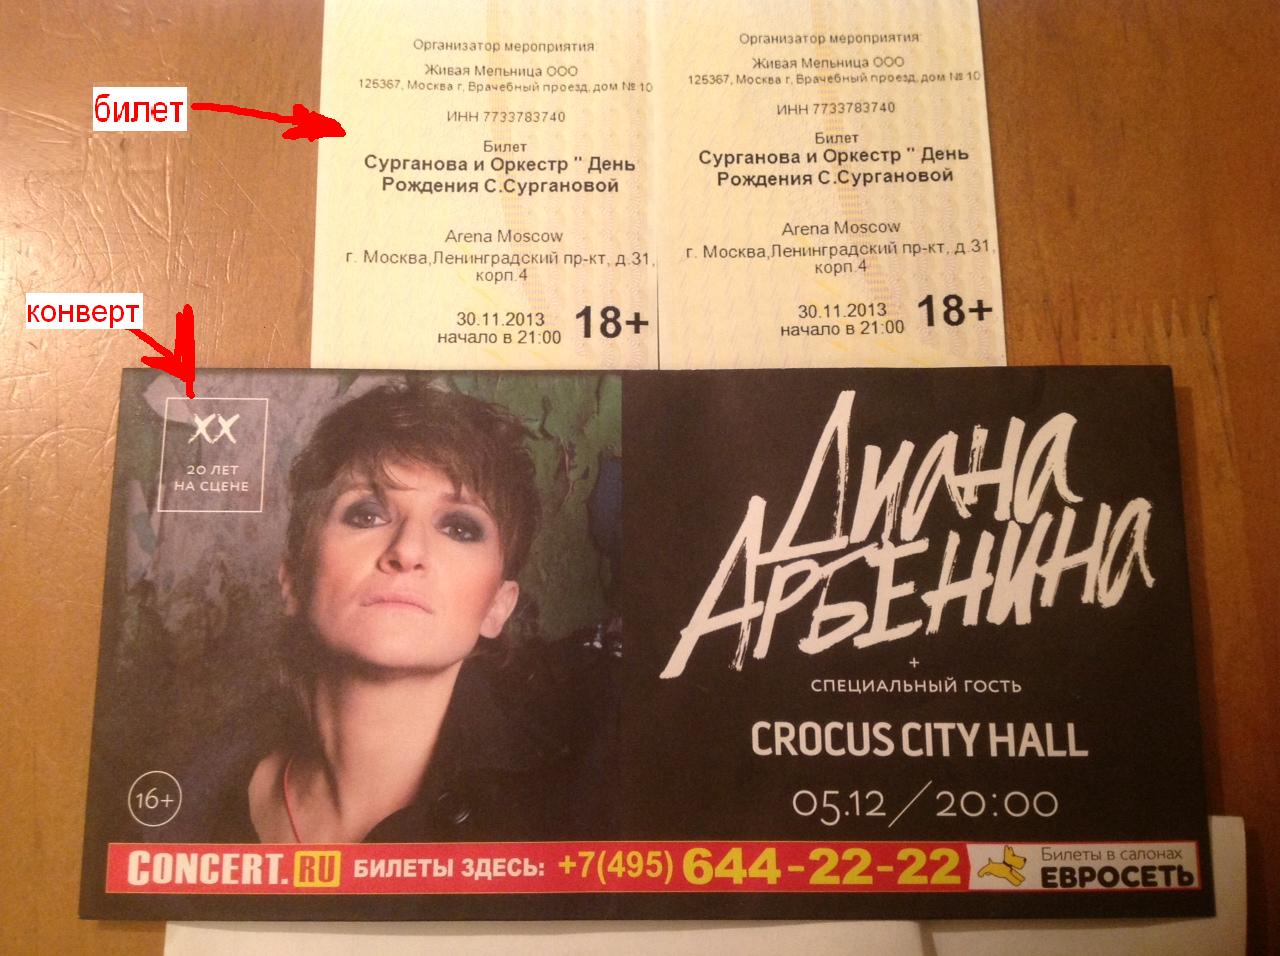 билет
Организатор мероприятия
Живая Мельница ООО
125367, Москва г, Врачебный проезд, дом № 10
ИНН 7733783740
Билет
Сурганова и Оркестр " День
Рождения С.Сургановой
Arena Moscow
г. Москва,Ленинградский пр-кт, д.31,
корп.4
30.11.2013
начало в 21:00
18+
Организатор мероприятия
Живая Мельница ООО
125367, Москва г, Врачебный проезд, дом № 10
ИНН 7733783740
Билет
Сурганова и Оркестр " День
Рождения С.Сургановой
Arena Moscow
г. Москва,Ленинградский пр-кт, д.31,
корп.4
30.11.2013
начало в 21:00
18+
конверт
XX
20 ЛЕТ
НА СЦЕНЕ
16+
Диана
Арбенина
+
СПЕЦИАЛЬНЫЙ ГОСТЬ
CROCUS CITY HALL
05.12 / 20:00
CONCERT.RU БИЛЕТЫ ЗДЕСЬ: +7(495) 644-22-22
Билеты в салонах
ЕВРОСЕТЬ